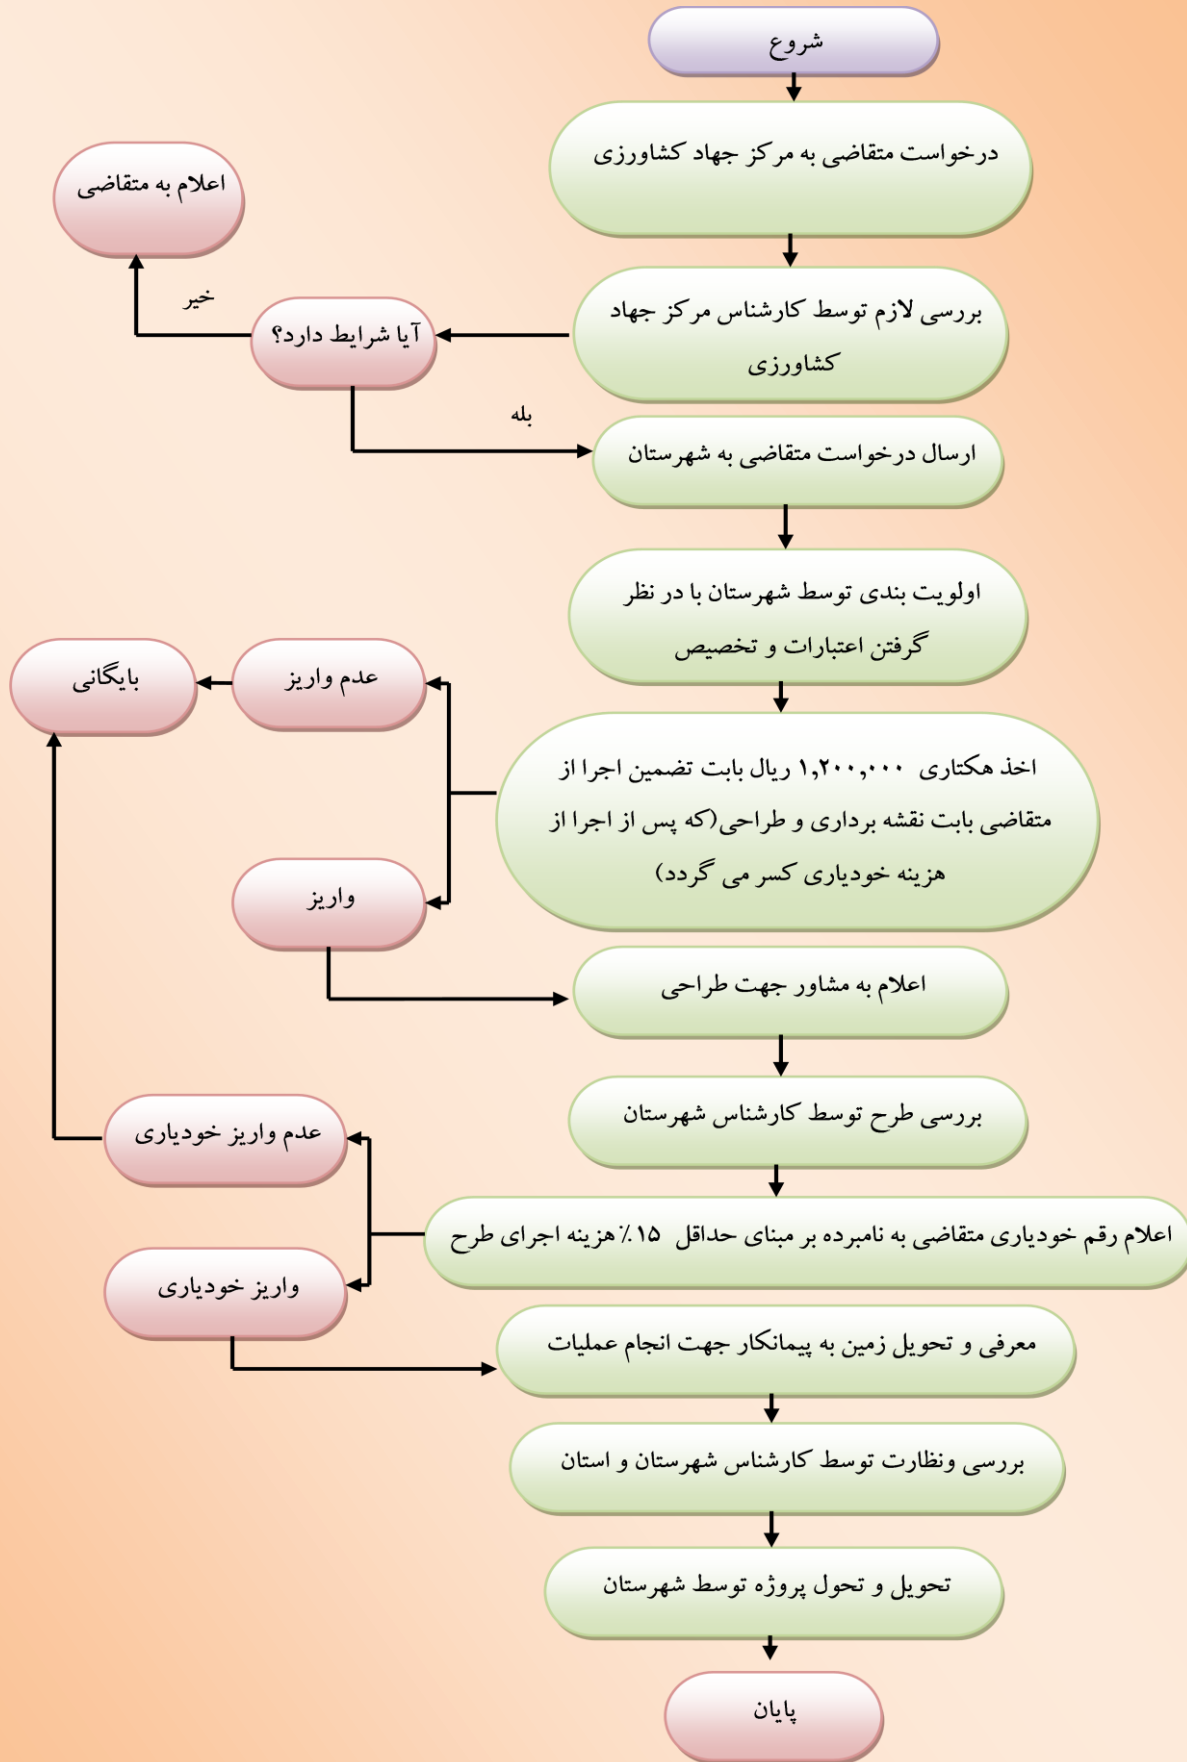 شروع
درخواست متقاضی به مرکز جهاد کشاورزی
اعلام به متقاضی
خیر
بررسی لازم توسط کارشناس مرکز جهاد
کشاورزی
آیا شرایط دارد؟
بله
ارسال درخواست متقاضی به شهرستان
اولویت بندی توسط شهرستان با در نظر
گرفتن اعتبارات و تخصیص
عدم واریز
بایگانی
اخذ هکتاری ۱,۲۰۰,۰۰۰ ریال بابت تضمین اجرا از
متقاضی بابت نقشه برداری و طراحی(که پس از اجرا از
هزینه خودیاری کسر می گردد)
واریز
اعلام به مشاور جهت طراحی
بررسی طرح توسط کارشناس شهرستان
عدم واریز خودیاری
اعلام رقم خودیاری متقاضی به نامبرده بر مبنای حداقل ۱۵٪ هزینه اجرای طرح
واریز خودیاری
معرفی و تحویل زمین به پیمانکار جهت انجام عملیات
بررسی ونظارت توسط کارشناس شهرستان و استان
تحویل و تحول پروژه توسط شهرستان
پایان